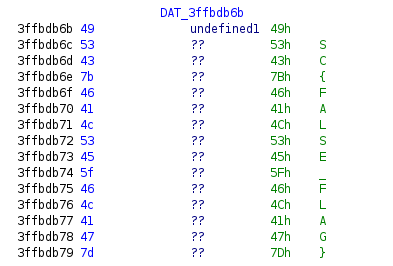 DAT_3ffbdb6b
3ffbdb6b 49 undefined1 49h
3ffbdb6c 53 ?? 53h S
3ffbdb6d 43 ?? 43h C
3ffbdb6e 7b ?? 7Bh {
3ffbdb6f 46 ?? 46h F
3ffbdb70 41 ?? 41h A
3ffbdb71 4c ?? 4Ch L
3ffbdb72 53 ?? 53h S
3ffbdb73 45 ?? 45h E
3ffbdb74 5f ?? 5Fh _
3ffbdb75 46 ?? 46h F
3ffbdb76 4c ?? 4Ch L
3ffbdb77 41 ?? 41h A
3ffbdb78 47 ?? 47h G
3ffbdb79 7d ?? 7Dh }